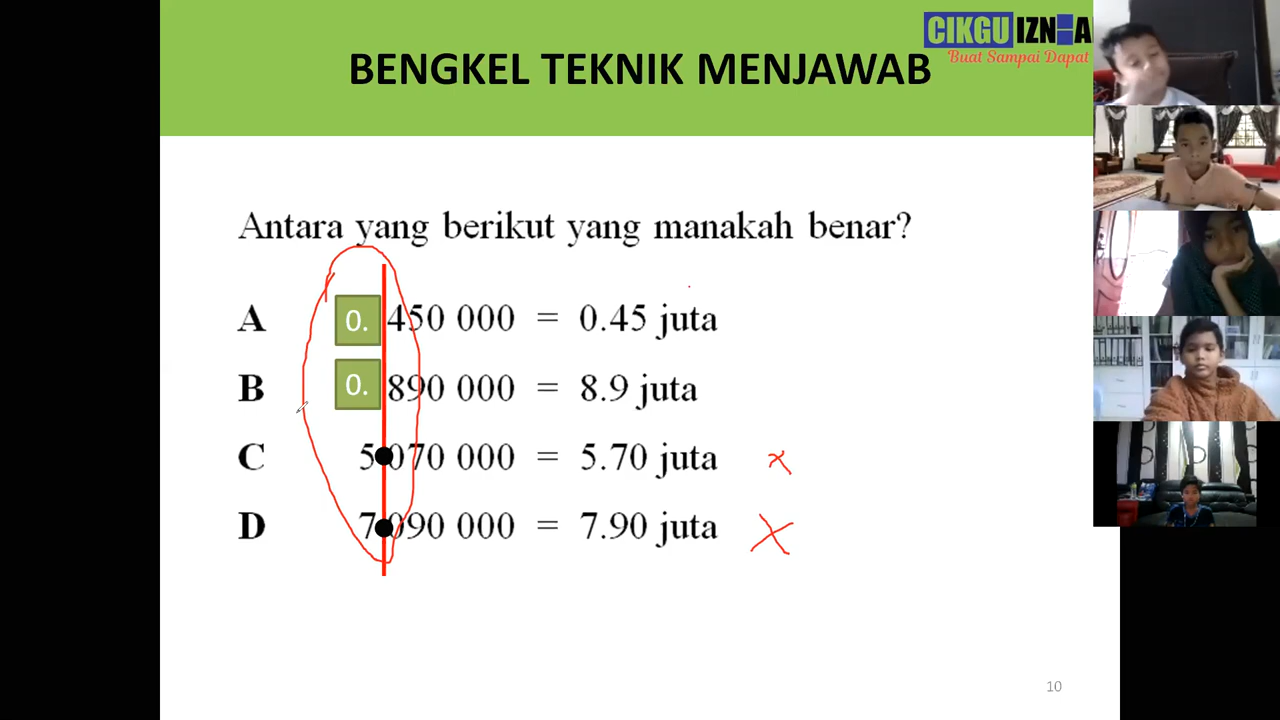 CIKGU IZNIA
Buat Sampai Dapat
BENGKEL TEKNIK MENJAWAB
Antara yang berikut yang manakah benar?
A 0. 450 000 = 0.45 juta
B 0. 890 000 = 8.9 juta
C 5•070 000 = 5.70 juta x
D 7•090 000 = 7.90 juta X
10